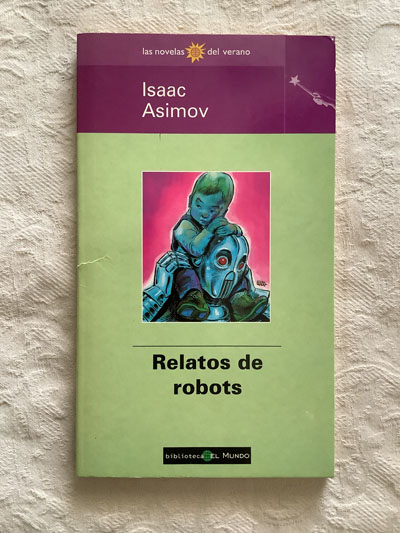 las novelas del verano
Isaac
Asimov
Relatos de
robots
biblioteca EL MUNDO